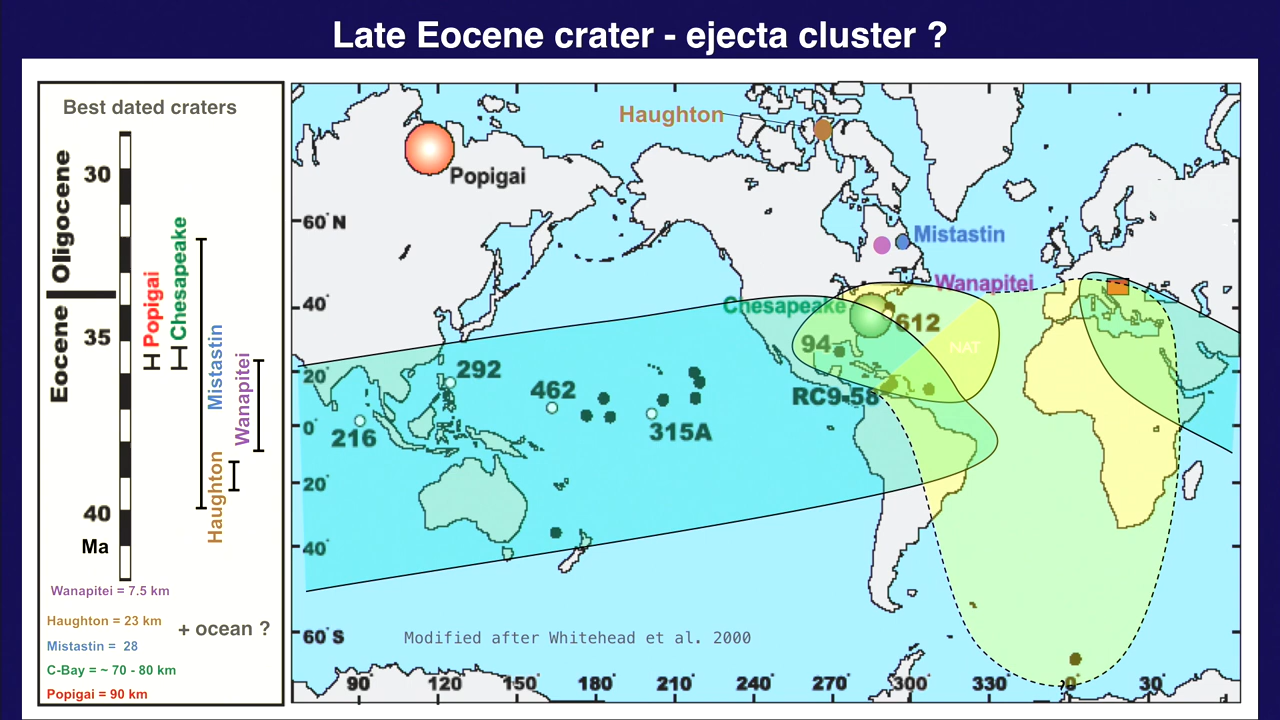 Late Eocene crater - ejecta cluster ?
Best dated craters
Oligocene
Eocene
30
35
40
Ma
Popigai
Chesapeake
Mistastin
Wanapitei
Haughton
Wanapitei = 7.5 km
Haughton = 23 km
+ ocean ?
Mistastin = 28
C-Bay = ~ 70 - 80 km
Popigai = 90 km
Haughton
Popigai
60 N
Mistastin
Wanapitei
40
Chesapeake
612
94
NAT
20
292
462
RC9-58
0
216
315A
20
40
60 S
Modified after Whitehead et al. 2000
90
120
150
180
210
240
270
300
330
0
30